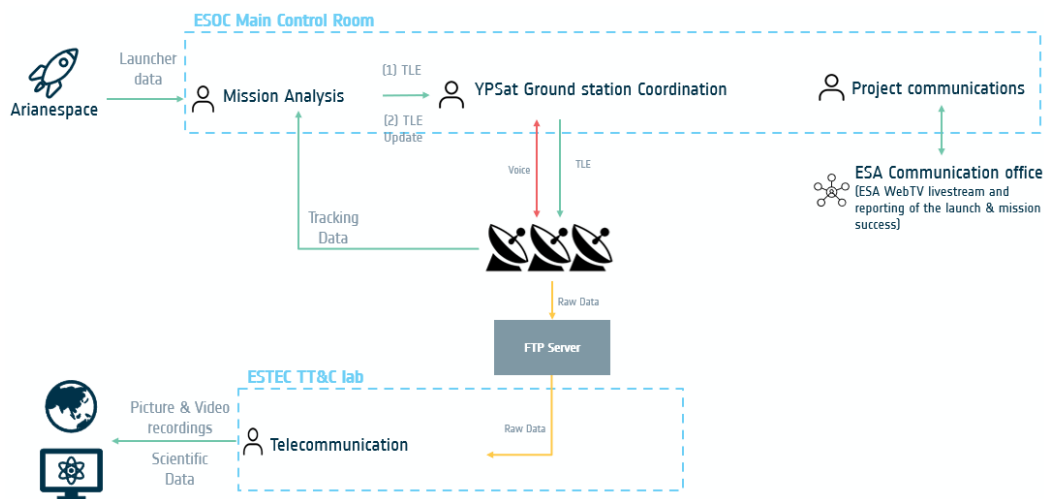 ESOC Main Control Room
Launcher
data
Arianespace
Mission Analysis
(1) TLE
(2) TLE
Update
YPSat Ground station Coordination
Project communications
ESA Communication office
(ESA WebTV livestream and
reporting of the launch & mission
success)
Voice
TLE
Tracking
Data
Raw Data
FTP Server
ESTEC TT&C lab
Raw Data
Telecommunication
Picture & Video
recordings
Scientific
Data